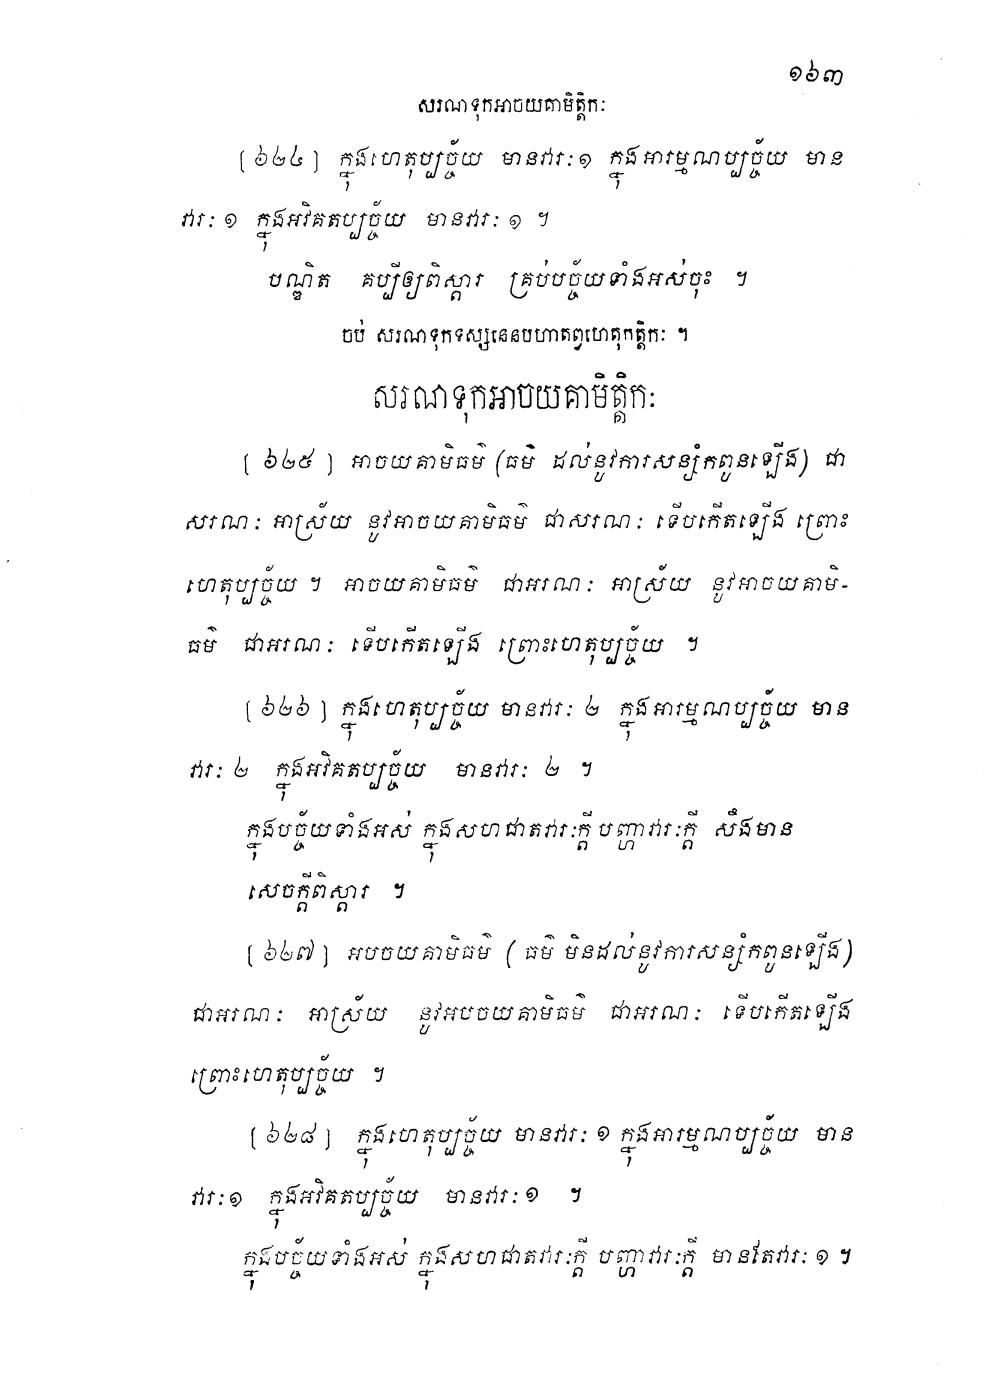 ១៦៣
សរណទុកអាចយគាមិត្តិកៈ
[ ៦២៤ ] ក្នុងហេតុប្បច្ច័យ មានវារៈ ១ ក្នុងអារម្មណប្បច្ច័យ មាន
វារៈ ១ ក្នុងអវិគតប្បច្ច័យ មានវារៈ ១ ។
បណ្ឌិត គប្បីឲ្យពិស្តារ គ្រប់បច្ច័យទាំងអស់ចុះ ។
ចប់ សរណទុកទស្សនេនបហាតព្វហេតុកត្តិកៈ ។
សរណទុកអាចយគាមិត្តិកៈ
[ ៦២៥ ] អាចយគាមិធម៌ (ធម៌ ដល់នូវការសន្សំកពូនឡើង) ជា
សរណៈ អាស្រ័យ នូវអាចយគាមិធម៌ ជាសរណៈ ទើបកើតឡើង ព្រោះ
ហេតុប្បច្ច័យ ។ អាចយគាមិធម៌ ជាអរណៈ អាស្រ័យ នូវអាចយគាមិ-
ធម៌ ជាអរណៈ ទើបកើតឡើង ព្រោះហេតុប្បច្ច័យ ។
[ ៦២៦ ] ក្នុងហេតុប្បច្ច័យ មានវារៈ ២ ក្នុងអារម្មណប្បច្ច័យ មាន
វារៈ ២ ក្នុងអវិគតប្បច្ច័យ មានវារៈ ២ ។
ក្នុងបច្ច័យទាំងអស់ ក្នុងសហជាតវារៈក្តី បញ្ហាវារៈក្តី សឹងមាន
សេចក្តីពិស្តារ ។
[ ៦២៧ ] អបចយគាមិធម៌ ( ធម៌ មិនដល់នូវការសន្សំកពូនឡើង)
ជាអរណៈ អាស្រ័យ នូវអបចយគាមិធម៌ ជាអរណៈ ទើបកើតឡើង
ព្រោះហេតុប្បច្ច័យ ។
[ ៦២៨ ] ក្នុងហេតុប្បច្ច័យ មានវារៈ ១ ក្នុងអារម្មណប្បច្ច័យ មាន
វារៈ ១ ក្នុងអវិគតប្បច្ច័យ មានវារៈ ១ ។
ក្នុងបច្ច័យទាំងអស់ ក្នុងសហជាតវារៈក្តី បញ្ហាវារៈក្តី មានតែវារៈ ១ ។